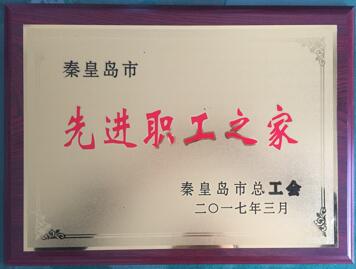 秦皇岛市
先进职工之家
秦皇岛市总工会
二〇一七年三月